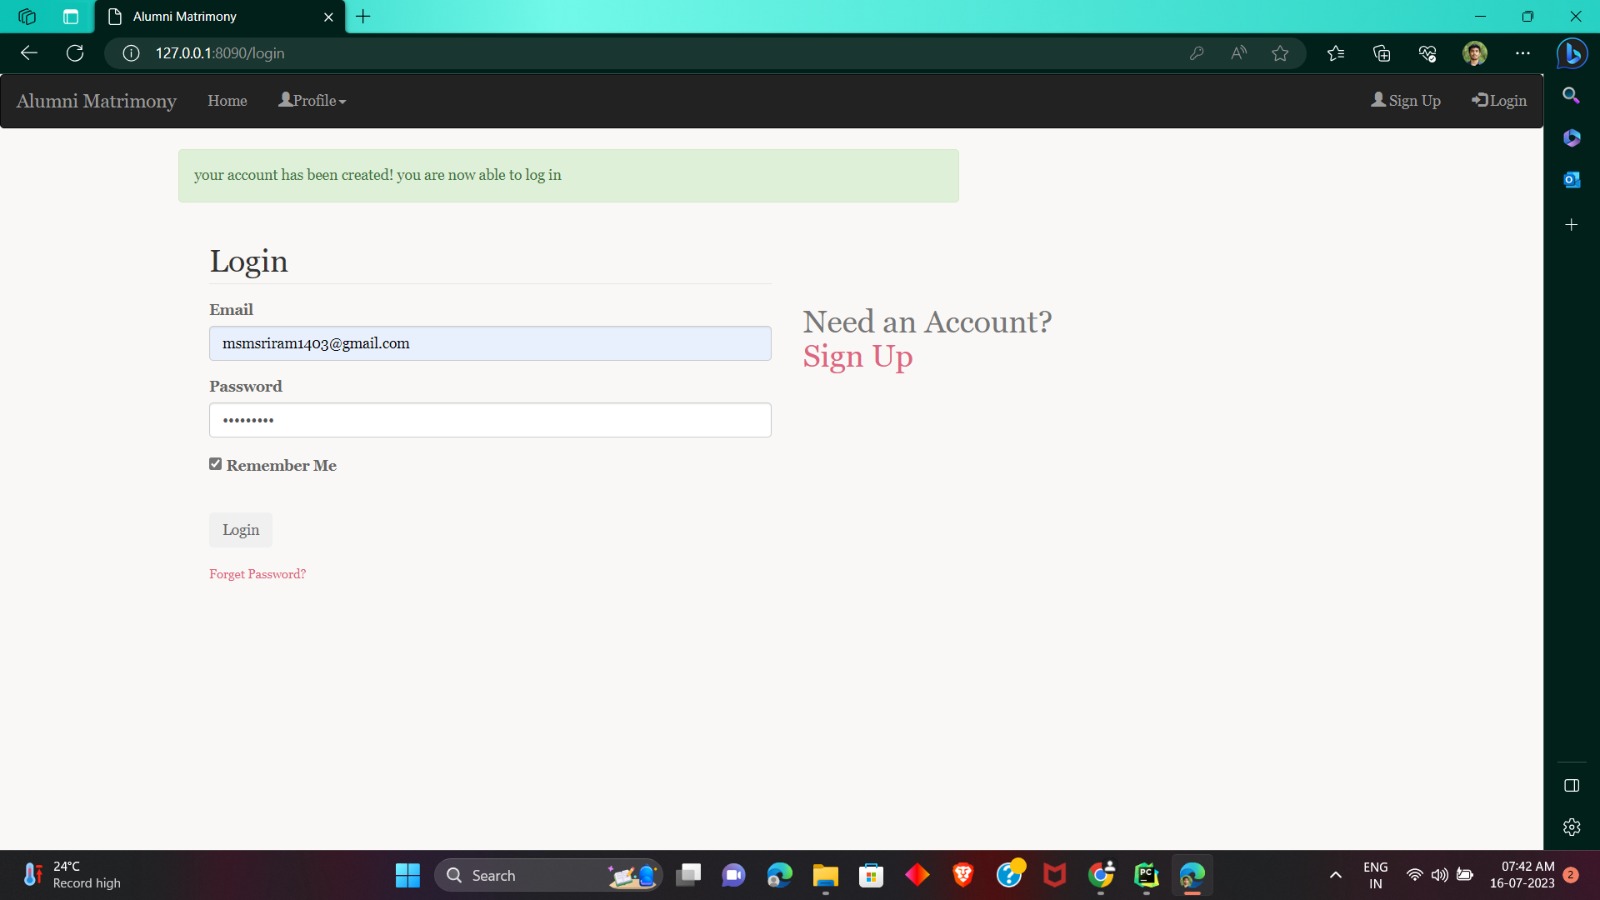 Alumni Matrimony
127.0.0.1:8090/login
Alumni Matrimony Home Profile Sign Up Login
your account has been created! you are now able to log in
Login
Email
msmsriram1403@gmail.com
Need an Account?
Sign Up
Password
•••••••••
Remember Me
Login
Forget Password?
24°C
Record high
Search
ENG
IN
07:42 AM
16-07-2023
2